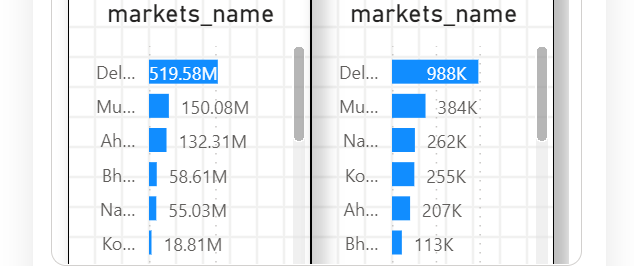 markets_name
Del... 519.58M
Mu... 150.08M
Ah... 132.31M
Bh... 58.61M
Na... 55.03M
Ko... 18.81M
markets_name
Del... 988K
Mu... 384K
Na... 262K
Ko... 255K
Ah... 207K
Bh... 113K